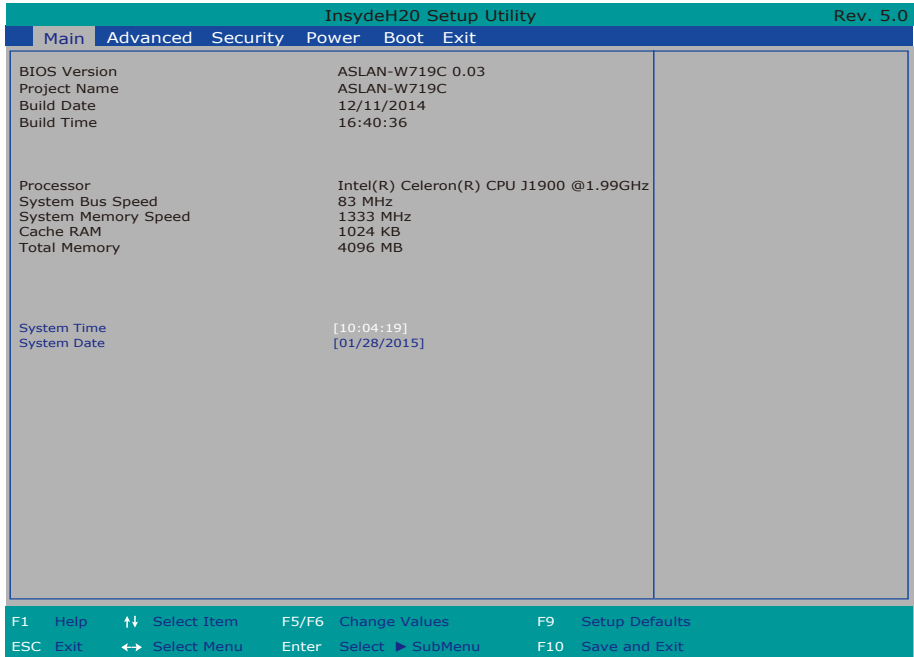 InsydeH20 Setup Utility Rev. 5.0
Main Advanced Security Power Boot Exit
BIOS Version ASLAN-W719C 0.03
Project Name ASLAN-W719C
Build Date 12/11/2014
Build Time 16:40:36
Processor Intel(R) Celeron(R) CPU J1900 @1.99GHz
System Bus Speed 83 MHz
System Memory Speed 1333 MHz
Cache RAM 1024 KB
Total Memory 4096 MB
System Time [10:04:19]
System Date [01/28/2015]
F1 Help ↑↓ Select Item F5/F6 Change Values F9 Setup Defaults
ESC Exit ↔ Select Menu Enter Select ▶ SubMenu F10 Save and Exit